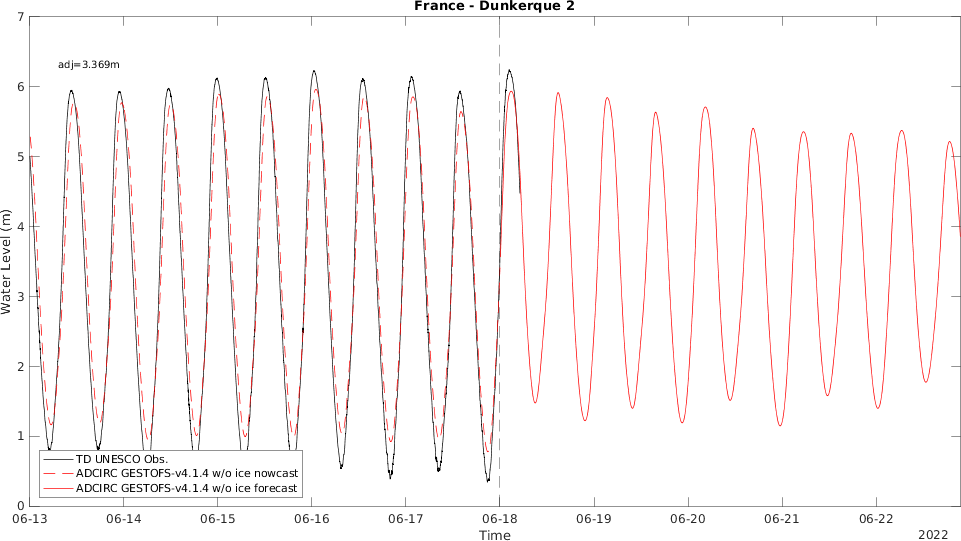 France - Dunkerque 2
adj=3.369m
Water Level (m)
7
6
5
4
3
2
1
0
TD UNESCO Obs.
ADCIRC GESTOFS-v4.1.4 w/o ice nowcast
ADCIRC GESTOFS-v4.1.4 w/o ice forecast
06-13 06-14 06-15 06-16 06-17 06-18 06-19 06-20 06-21 06-22
Time
2022